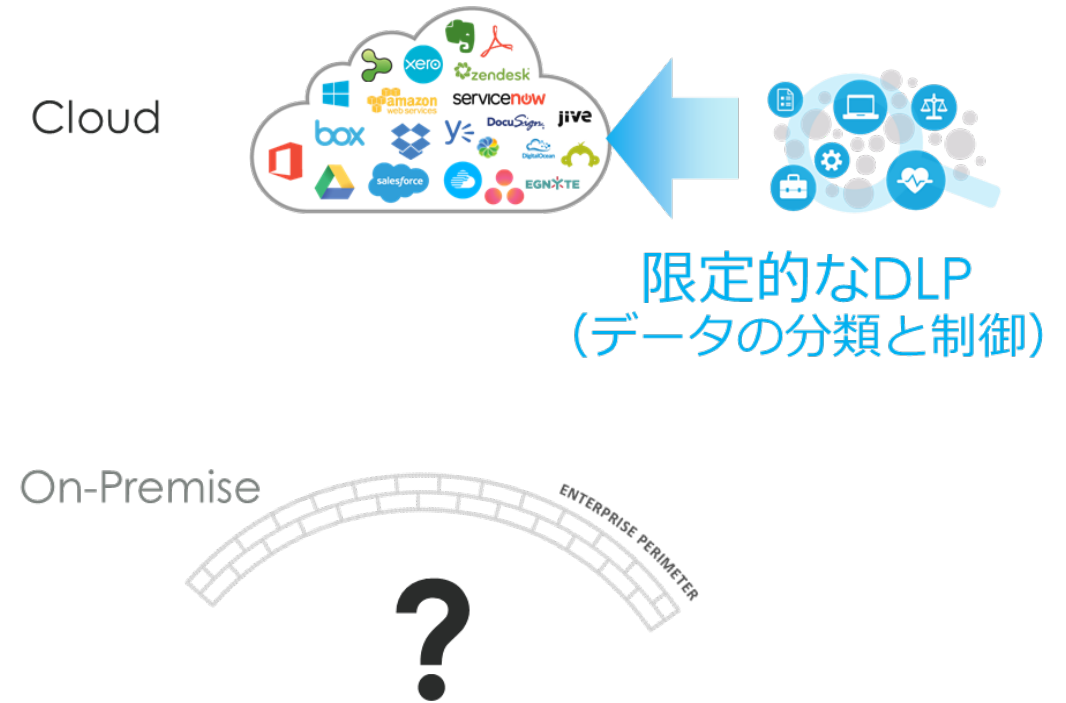 Cloud
xero
zendesk
amazon
web services
servicenow
box
DocuSign
jive
DigitalOcean
salesforce
EGNYTE
限定的なDLP
（データの分類と制御）
On-Premise
ENTERPRISE PERIMETER
?